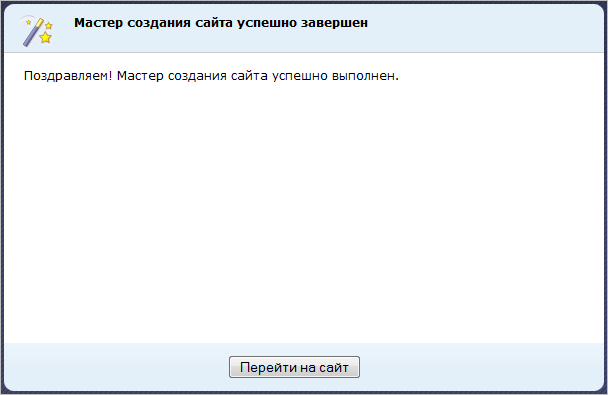 Мастер создания сайта успешно завершен
Поздравляем! Мастер создания сайта успешно выполнен.
Перейти на сайт